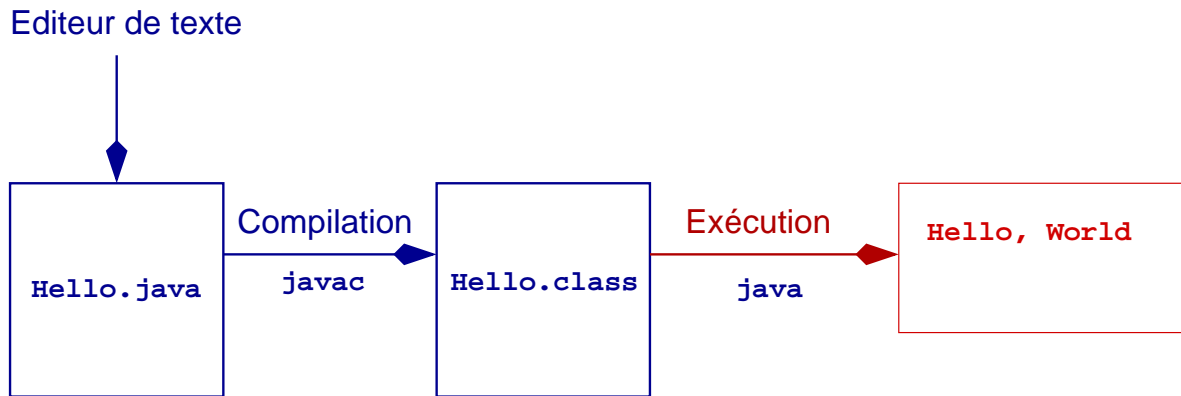 Editeur de texte
Hello.java
Compilation
javac
Hello.class
Exécution
java
Hello, World